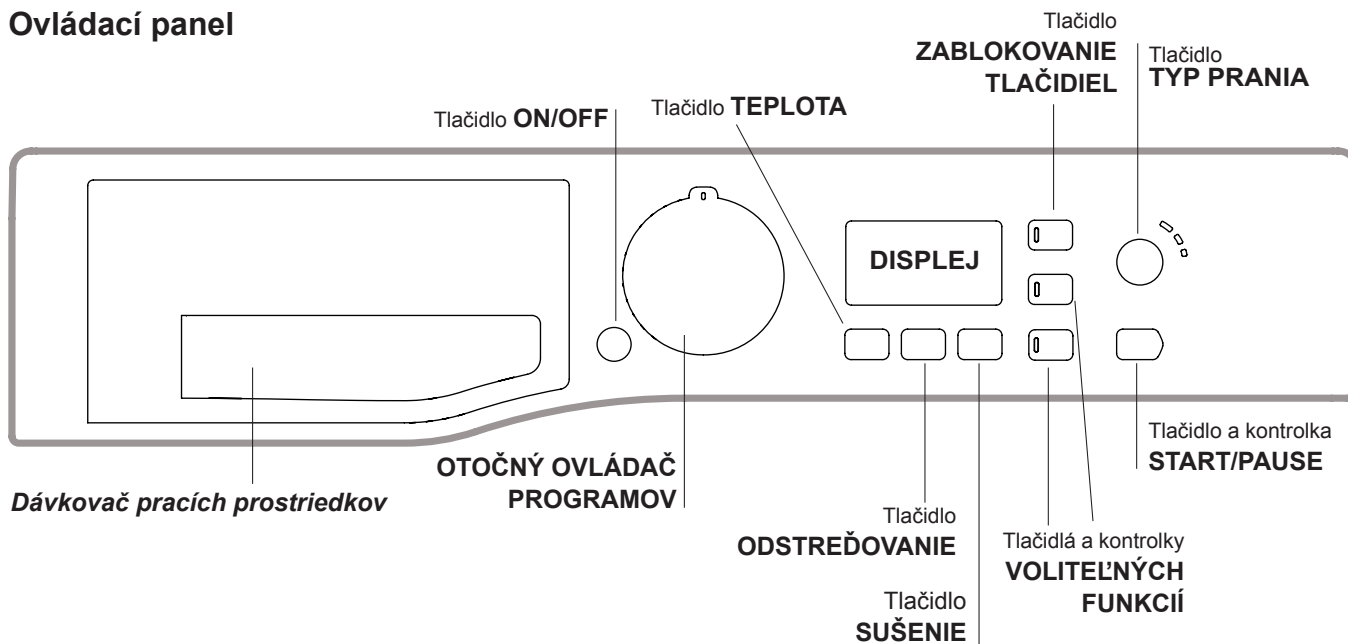 Ovládací panel
Tlačidlo
ZABLOKOVANIE
TLAČIDIEL
Tlačidlo
TYP PRANIA
Tlačidlo ON/OFF
Tlačidlo TEPLOTA
DISPLEJ
Dávkovač pracích prostriedkov
OTOČNÝ OVLÁDAČ
PROGRAMOV
Tlačidlo
ODSTREĎOVANIE
Tlačidlo
SUŠENIE
Tlačidlá a kontrolky
VOLITEĽNÝCH
FUNKCIÍ
Tlačidlo a kontrolka
START/PAUSE